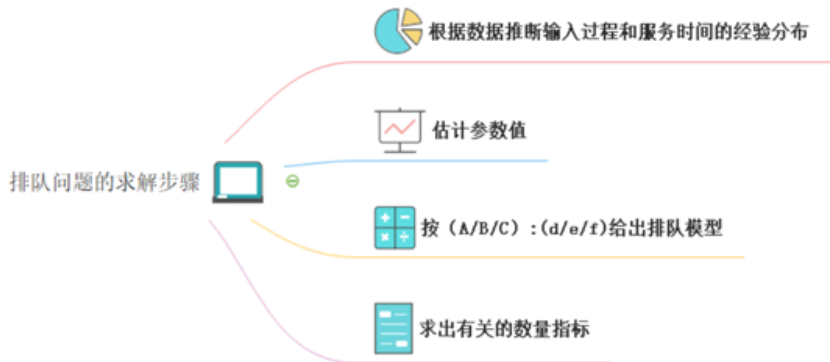 排队问题的求解步骤
根据数据推断输入过程和服务时间的经验分布
估计参数值
按（A/B/C）:(d/e/f)给出排队模型
求出有关的数量指标